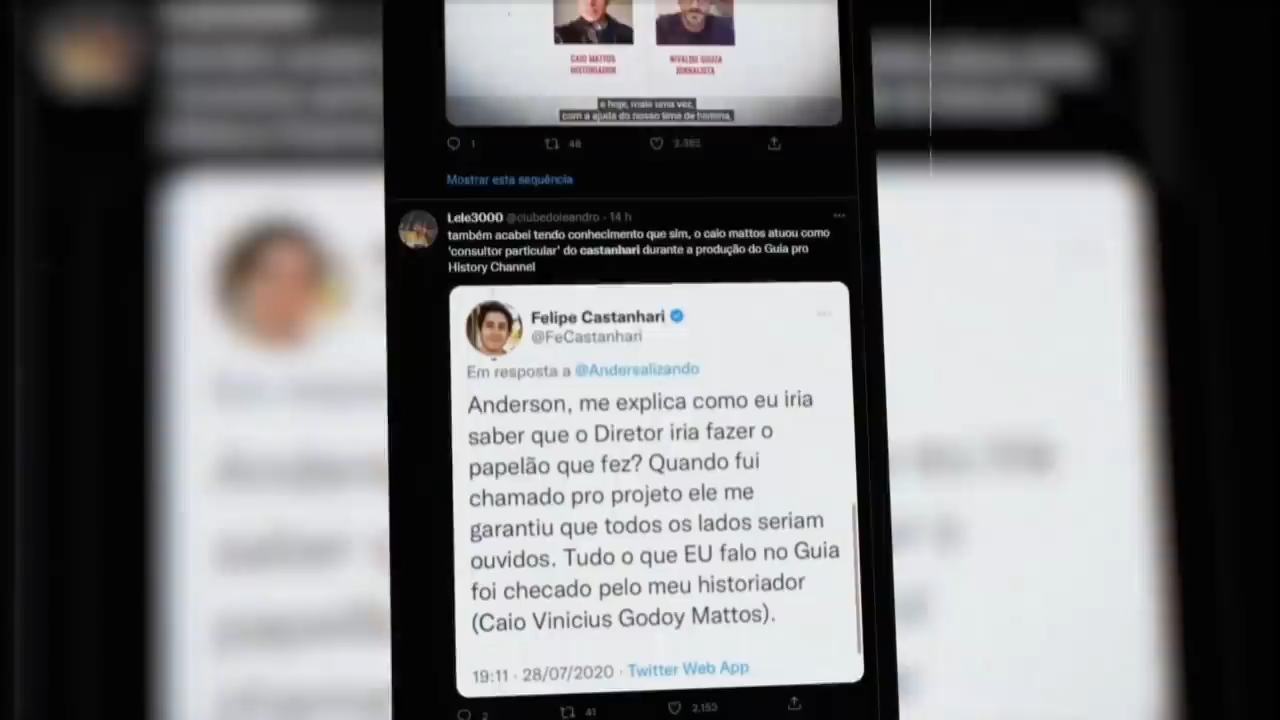 CAIO MATTOS
HISTORIADOR
NIVALDO SOUZA
JORNALISTA
e hoje, mais uma vez,
com a ajuda do nosso time de história,
1 48 3.385
Mostrar esta sequência
Lele3000 @clubedoleandro · 14 h
também acabei tendo conhecimento que sim, o caio mattos atuou como
'consultor particular' do castanhari durante a produção do Guia pro
History Channel
Felipe Castanhari
@FeCastanhari
Em resposta a @Andersalizando
Anderson, me explica como eu iria
saber que o Diretor iria fazer o
papelão que fez? Quando fui
chamado pro projeto ele me
garantiu que todos os lados seriam
ouvidos. Tudo o que EU falo no Guia
foi checado pelo meu historiador
(Caio Vinicius Godoy Mattos).
19:11 · 28/07/2020 · Twitter Web App
2 41 2.153